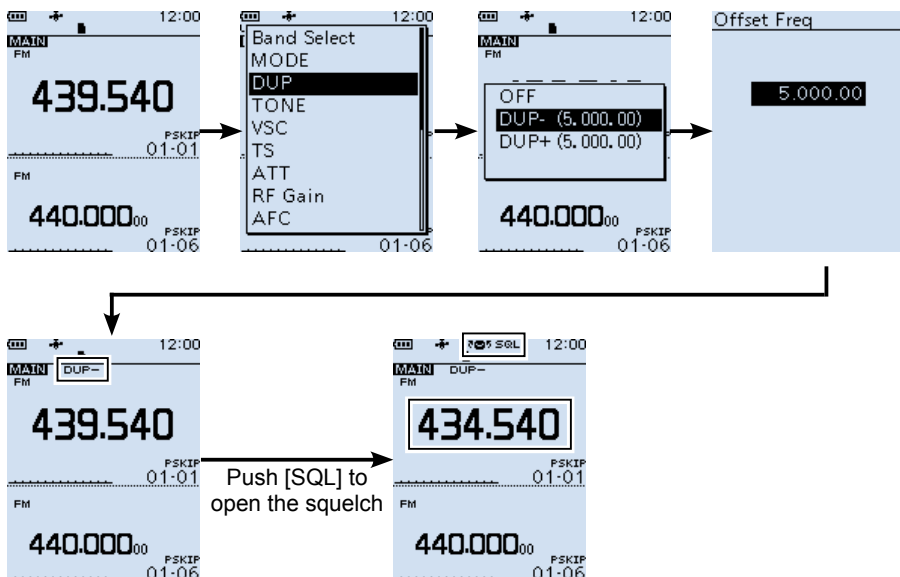 12:00
MAIN
FM
439.540
PSKIP
01-01
FM
440.00000
PSKIP
01-06
12:00
Band Select
MODE
DUP
TONE
VSC
TS
ATT
RF Gain
AFC
01-06
12:00
MAIN
FM
OFF
DUP- (5.000.00)
DUP+ (5.000.00)
440.00000
PSKIP
01-06
Offset Freq
5.000.00
12:00
MAIN DUP–
FM
439.540
PSKIP
01-01
FM
440.00000
PSKIP
01-06
Push [SQL] to
open the squelch
SQL 12:00
MAIN DUP–
FM
434.540
PSKIP
01-01
FM
440.00000
PSKIP
01-06